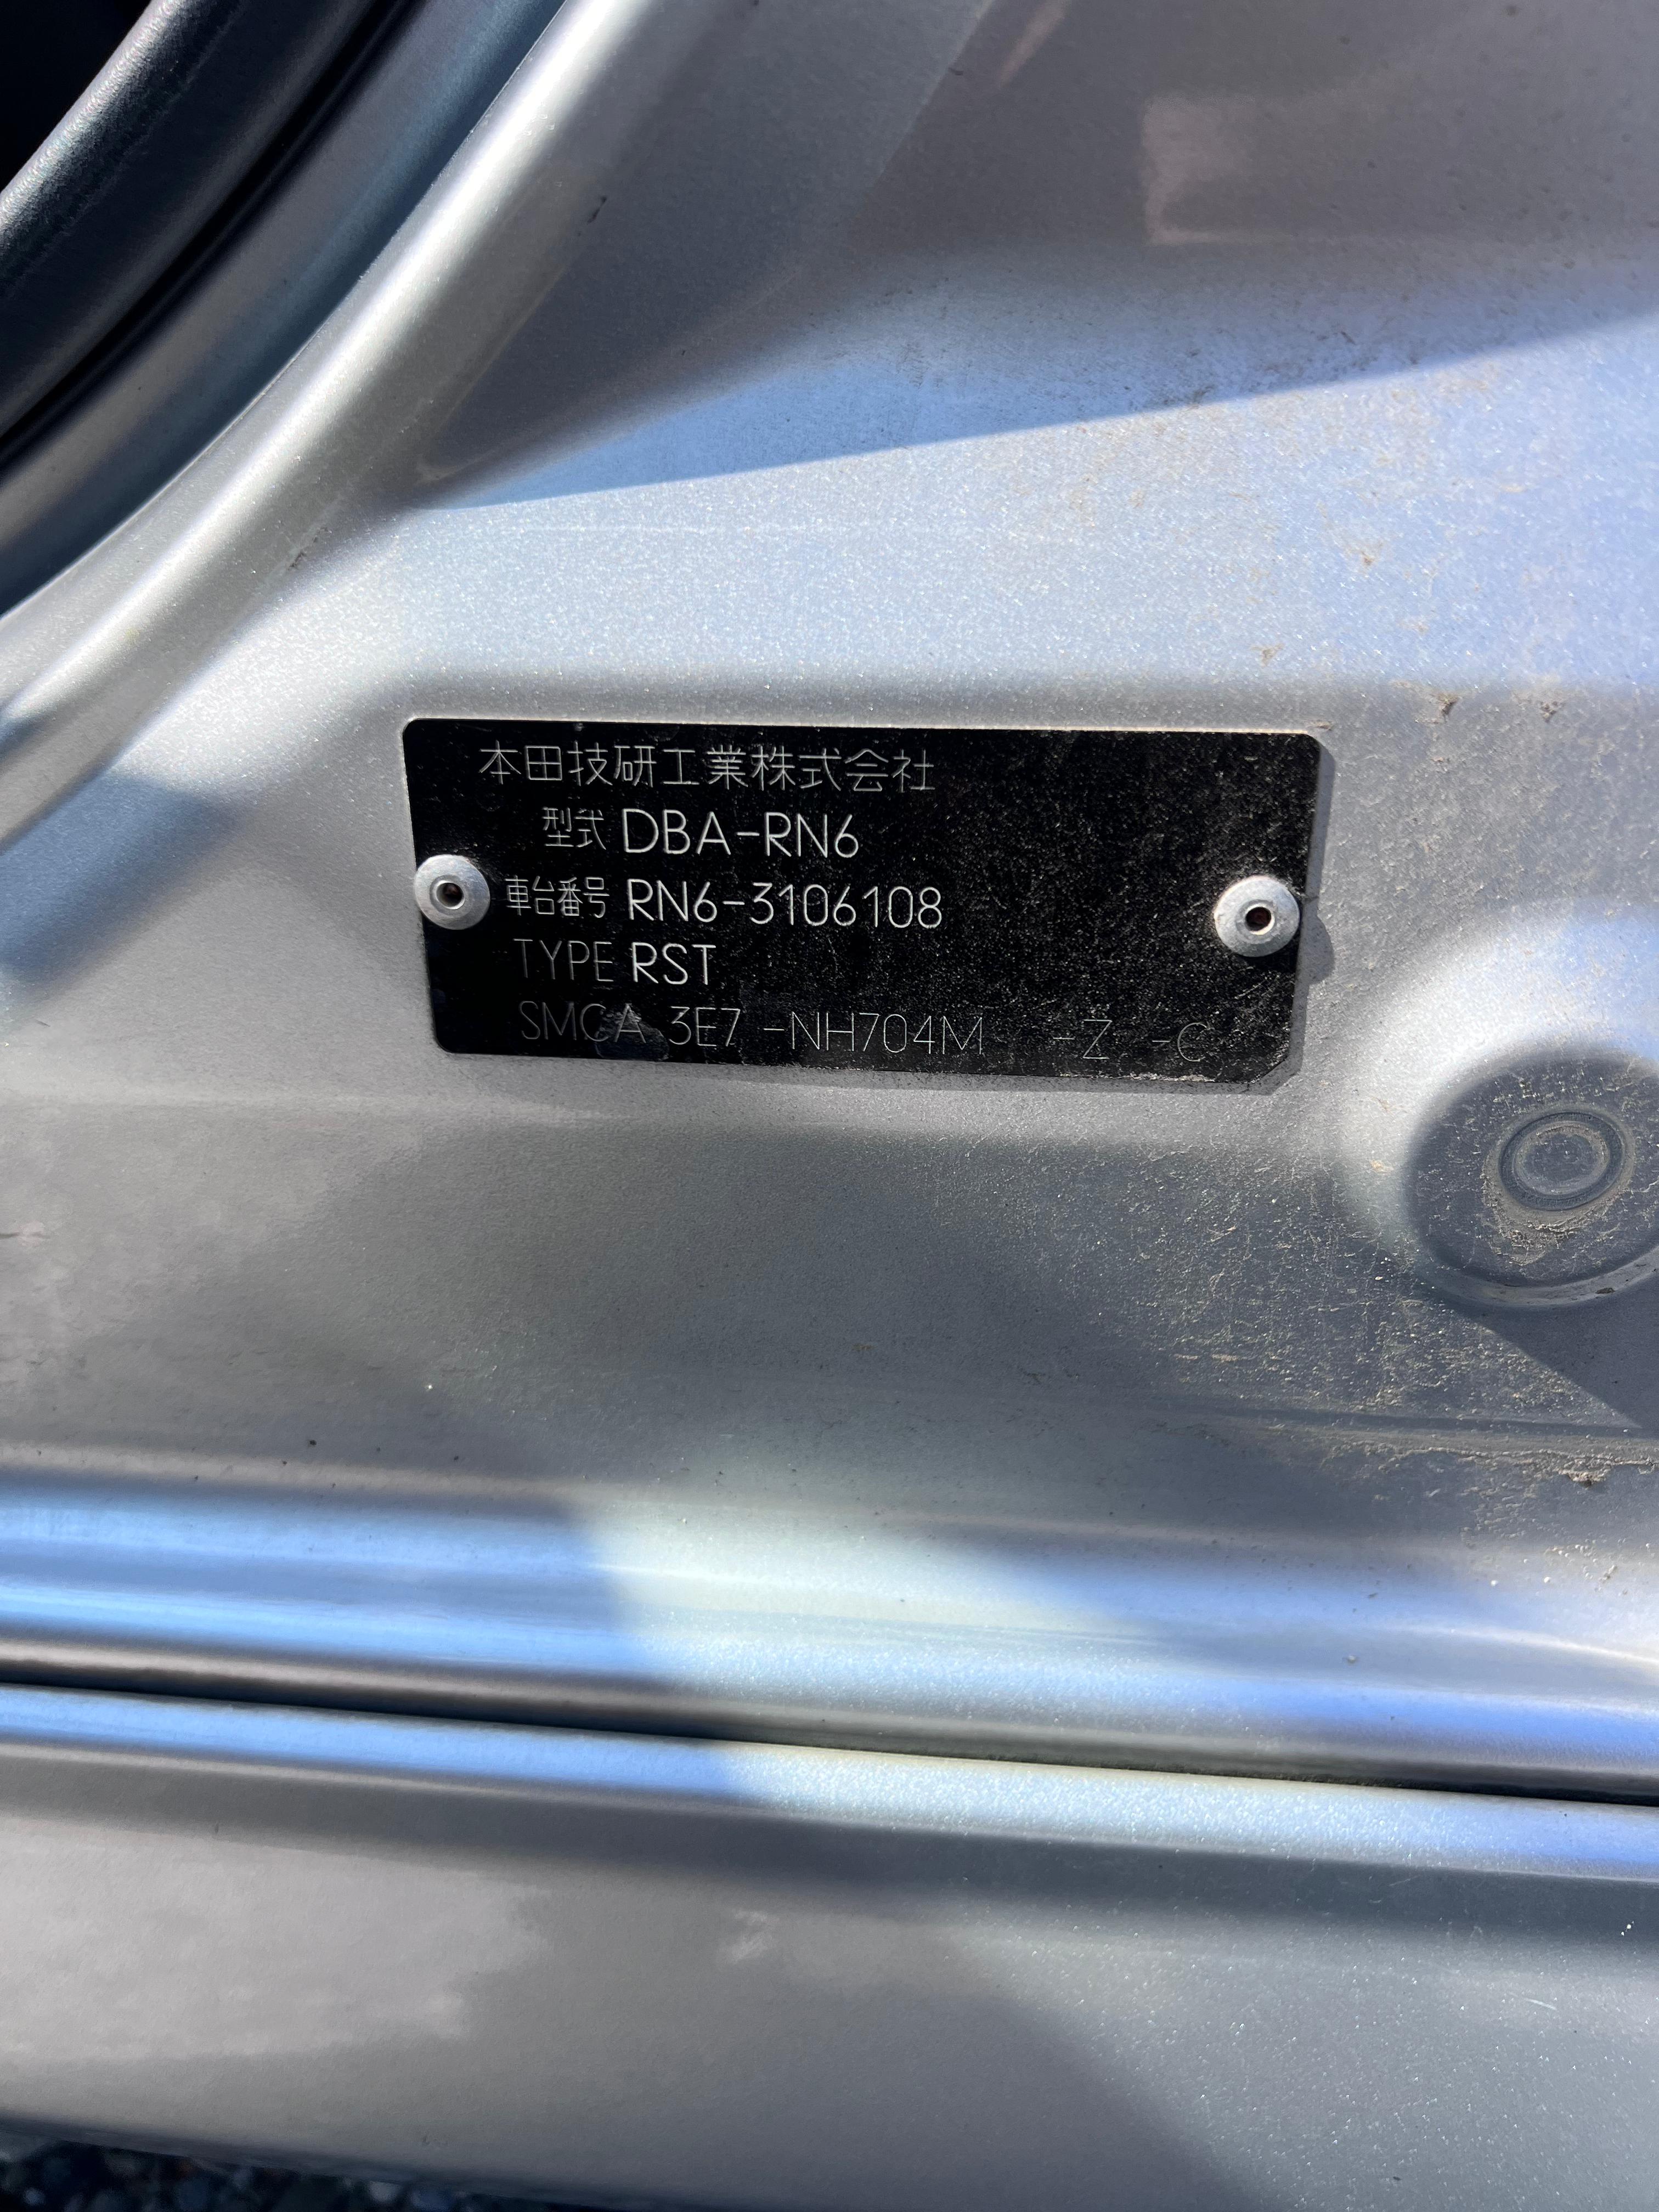 本田技研工業株式会社
型式 DBA-RN6
車台番号 RN6-3106108
TYPE RST
SMCA 3E7 -NH704M -Z -C